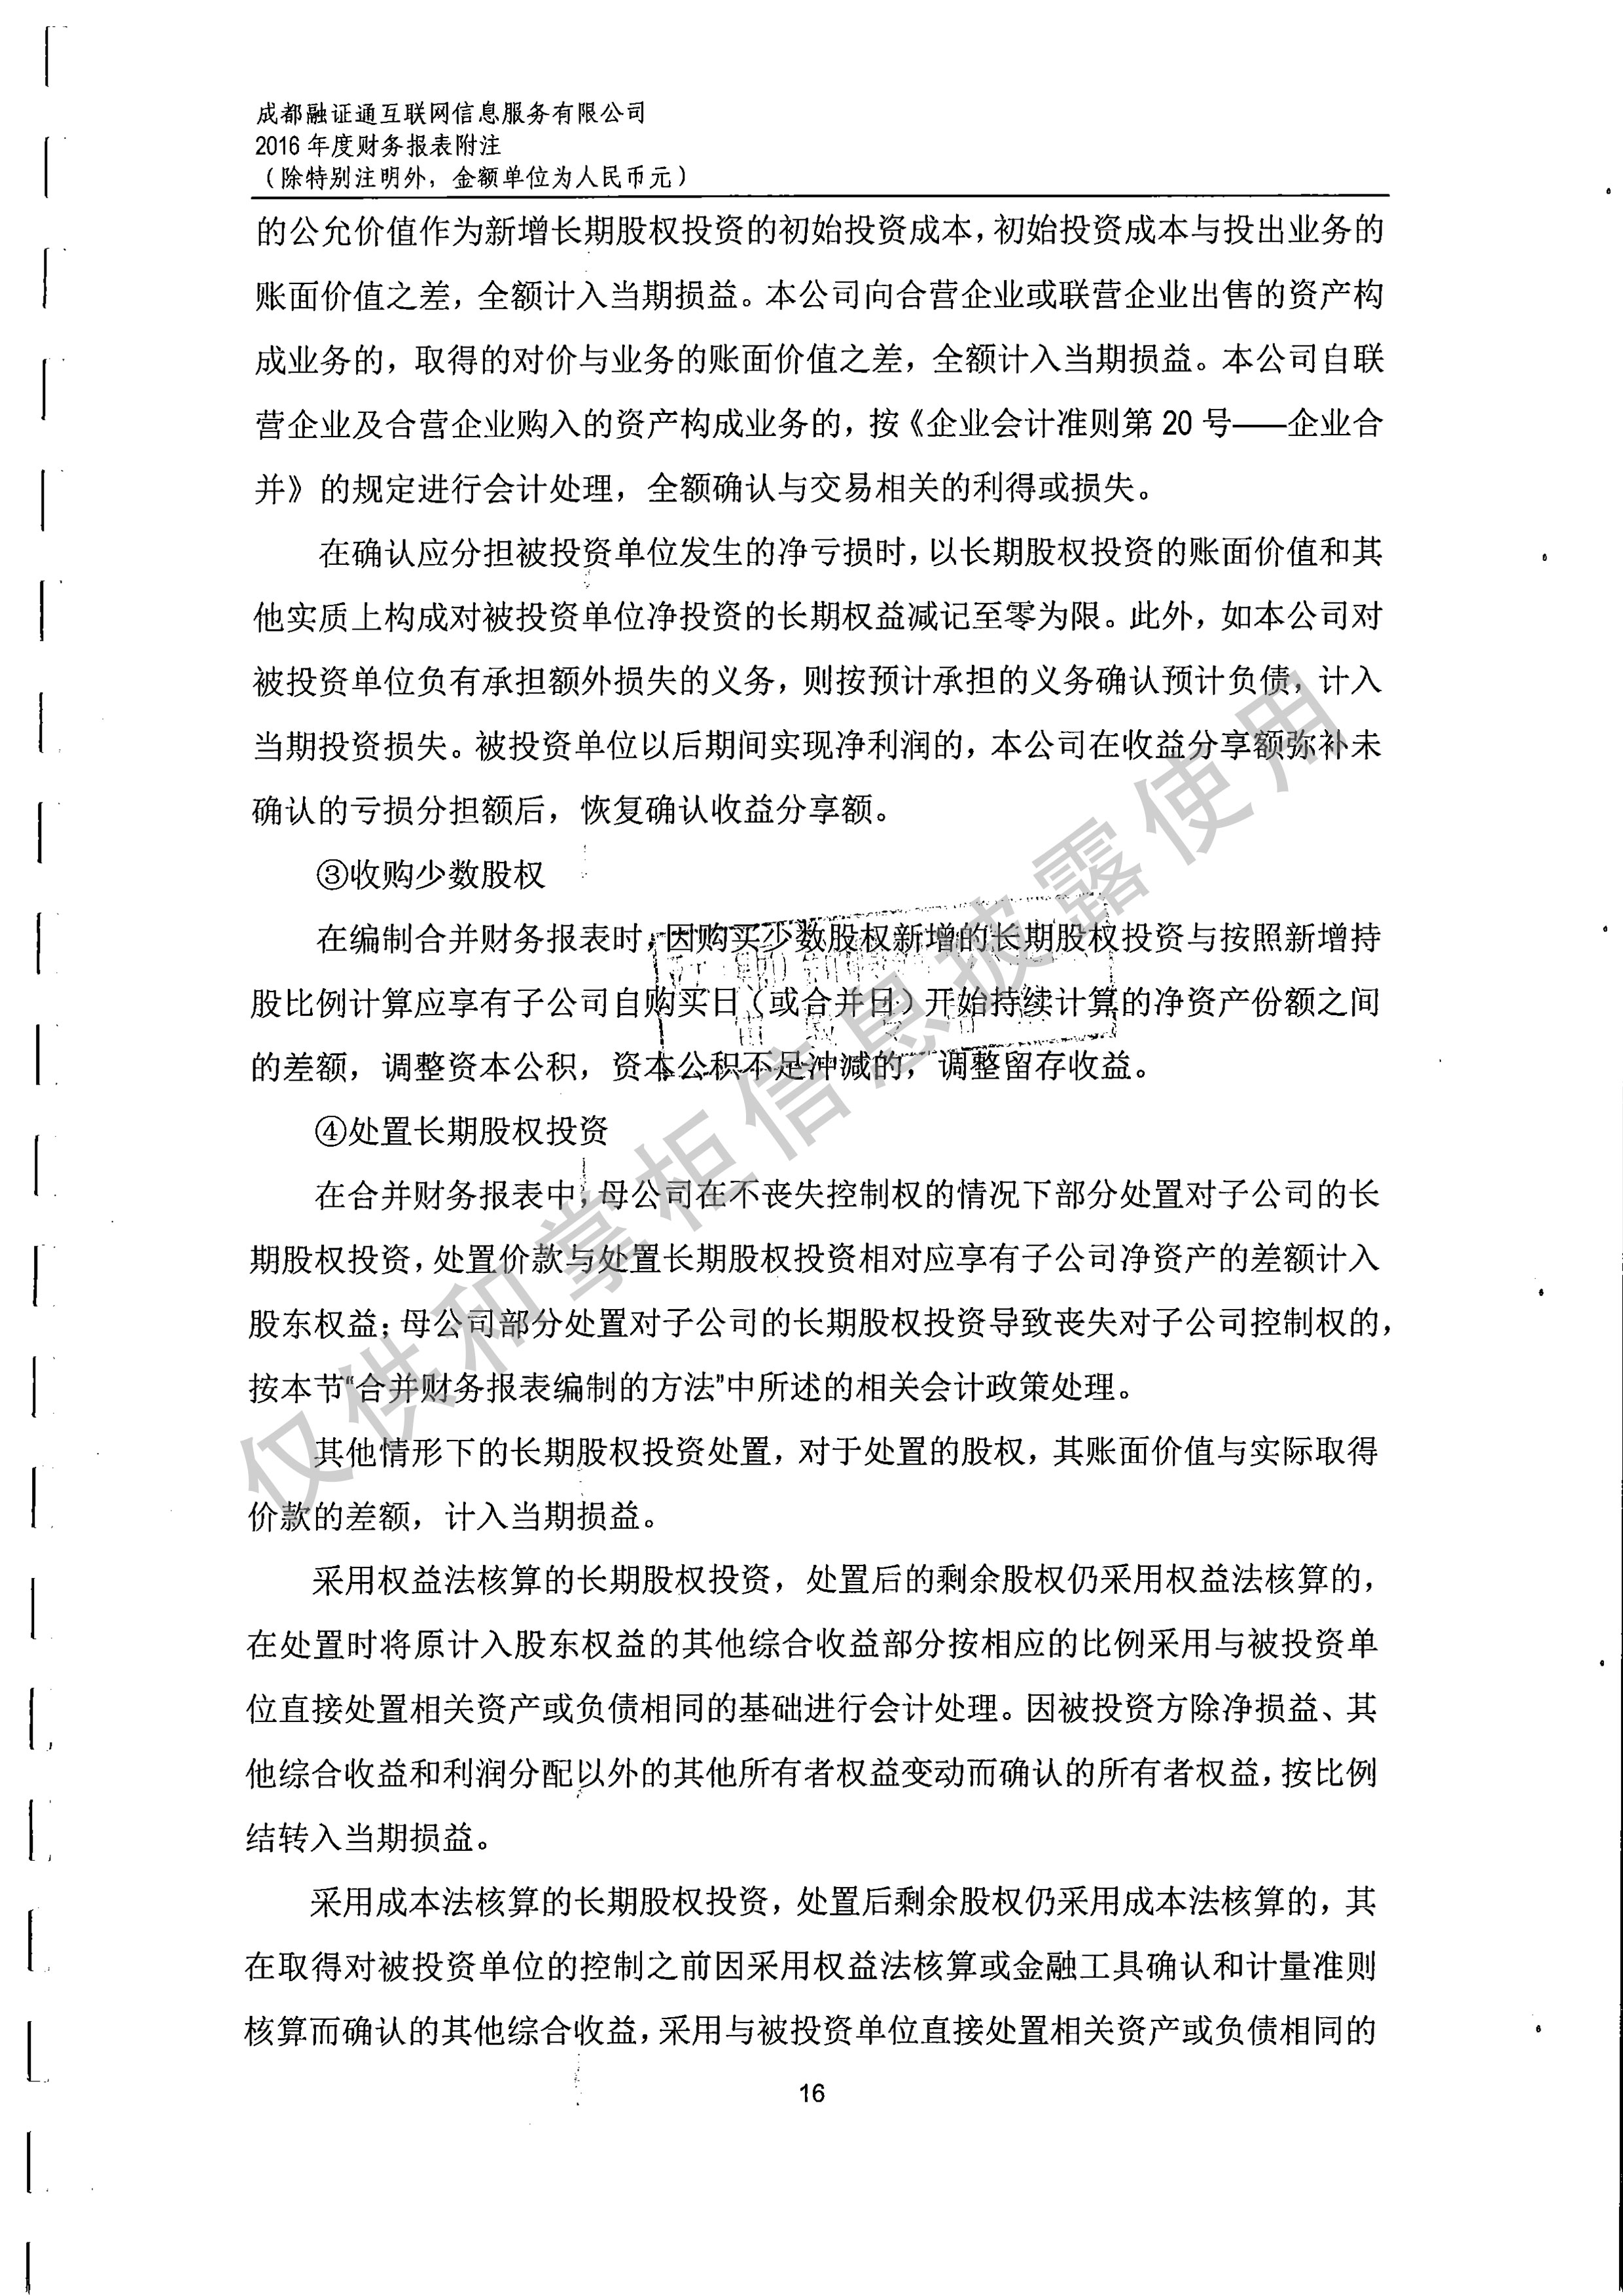 成都融证通互联网信息服务有限公司
2016 年度财务报表附注
（除特别注明外，金额单位为人民币元）
的公允价值作为新增长期股权投资的初始投资成本，初始投资成本与投出业务的
账面价值之差，全额计入当期损益。本公司向合营企业或联营企业出售的资产构
成业务的，取得的对价与业务的账面价值之差，全额计入当期损益。本公司自联
营企业及合营企业购入的资产构成业务的，按《企业会计准则第 20 号——企业合
并》的规定进行会计处理，全额确认与交易相关的利得或损失。
在确认应分担被投资单位发生的净亏损时，以长期股权投资的账面价值和其
他实质上构成对被投资单位净投资的长期权益减记至零为限。此外，如本公司对
被投资单位负有承担额外损失的义务，则按预计承担的义务确认预计负债，计入
当期投资损失。被投资单位以后期间实现净利润的，本公司在收益分享额弥补未
确认的亏损分担额后，恢复确认收益分享额。
③收购少数股权
在编制合并财务报表时，因购买少数股权新增的长期股权投资与按照新增持
股比例计算应享有子公司自购买日（或合并日）开始持续计算的净资产份额之间
的差额，调整资本公积，资本公积不足冲减的，调整留存收益。
④处置长期股权投资
在合并财务报表中，母公司在不丧失控制权的情况下部分处置对子公司的长
期股权投资，处置价款与处置长期股权投资相对应享有子公司净资产的差额计入
股东权益；母公司部分处置对子公司的长期股权投资导致丧失对子公司控制权的，
按本节“合并财务报表编制的方法”中所述的相关会计政策处理。
其他情形下的长期股权投资处置，对于处置的股权，其账面价值与实际取得
价款的差额，计入当期损益。
采用权益法核算的长期股权投资，处置后的剩余股权仍采用权益法核算的，
在处置时将原计入股东权益的其他综合收益部分按相应的比例采用与被投资单
位直接处置相关资产或负债相同的基础进行会计处理。因被投资方除净损益、其
他综合收益和利润分配以外的其他所有者权益变动而确认的所有者权益，按比例
结转入当期损益。
采用成本法核算的长期股权投资，处置后剩余股权仍采用成本法核算的，其
在取得对被投资单位的控制之前因采用权益法核算或金融工具确认和计量准则
核算而确认的其他综合收益，采用与被投资单位直接处置相关资产或负债相同的
16
仅供和掌柜信息披露使用